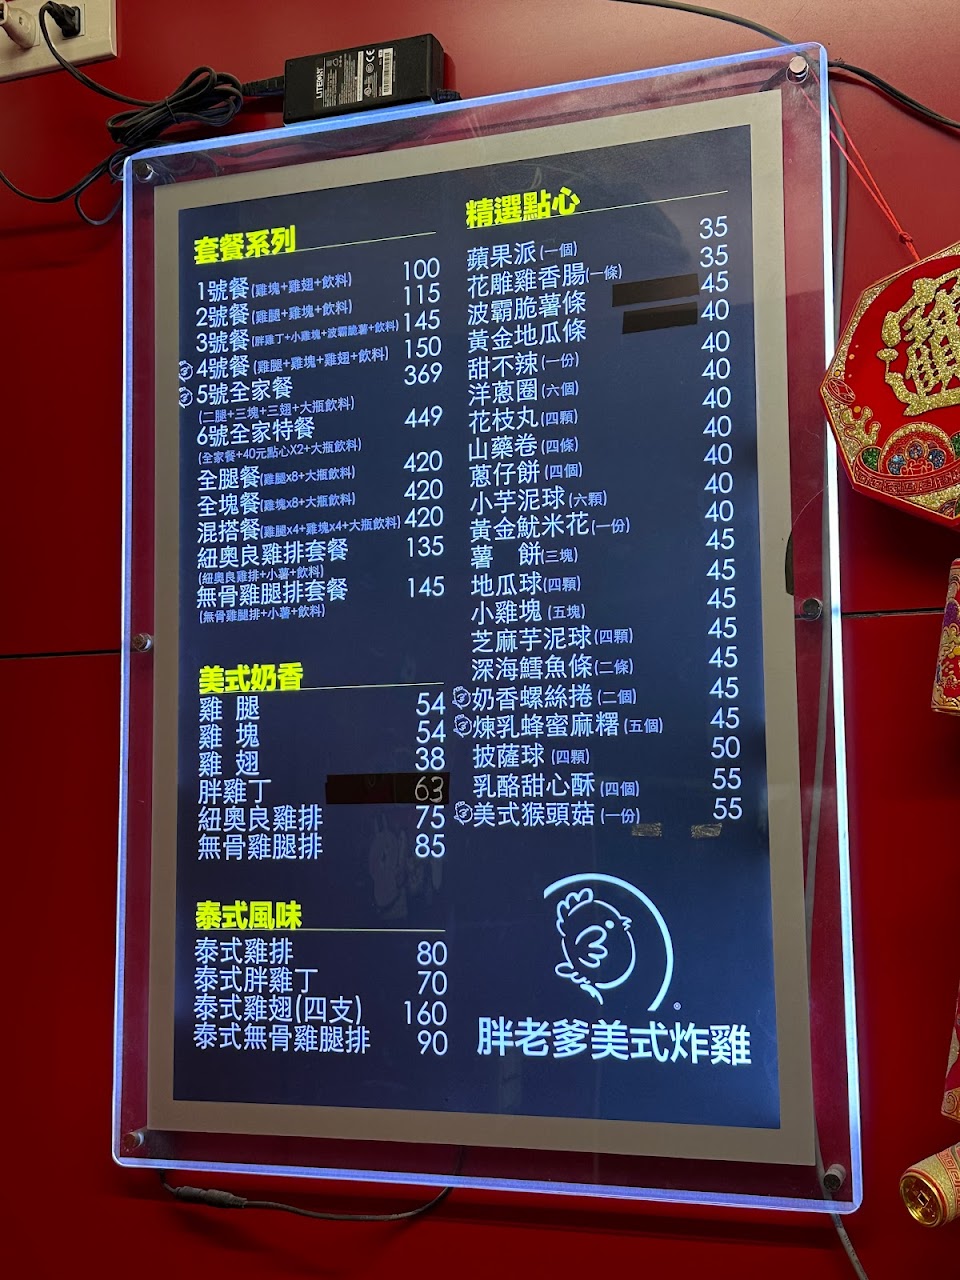 LITEON
套餐系列
1號餐(雞塊+雞翅+飲料) 100
2號餐(雞腿+雞塊+飲料) 115
3號餐(胖雞丁+小雞塊+波霸脆薯+飲料) 145
4號餐(雞腿+雞塊+雞翅+飲料) 150
5號全家餐 369
(二腿+三塊+三翅+大瓶飲料)
6號全家特餐 449
(全家餐+40元點心X2+大瓶飲料)
全腿餐(雞腿x8+大瓶飲料) 420
全塊餐(雞塊x8+大瓶飲料) 420
混搭餐(雞腿x4+雞塊x4+大瓶飲料) 420
紐奧良雞排套餐 135
(紐奧良雞排+小薯+飲料)
無骨雞腿排套餐 145
(無骨雞腿排+小薯+飲料)
美式奶香
雞 腿 54
雞 塊 54
雞 翅 38
胖雞丁 63
紐奧良雞排 75
無骨雞腿排 85
泰式風味
泰式雞排 80
泰式胖雞丁 70
泰式雞翅(四支) 160
泰式無骨雞腿排 90
精選點心
蘋果派(一個) 35
花雕雞香腸(一條) 35
波霸脆薯條 45
黃金地瓜條 40
甜不辣(一份) 40
洋蔥圈(六個) 40
花枝丸(四顆) 40
山藥卷(四條) 40
蔥仔餅(四個) 40
小芋泥球(六顆) 40
黃金魷米花(一份) 40
薯 餅(三塊) 45
地瓜球(四顆) 45
小雞塊(五塊) 45
芝麻芋泥球(四顆) 45
深海鱈魚條(二條) 45
奶香螺絲捲(二個) 45
煉乳蜂蜜麻糬(五個) 45
披薩球(四顆) 50
乳酪甜心酥(四個) 55
美式猴頭菇(一份) 55
®
胖老爹美式炸雞